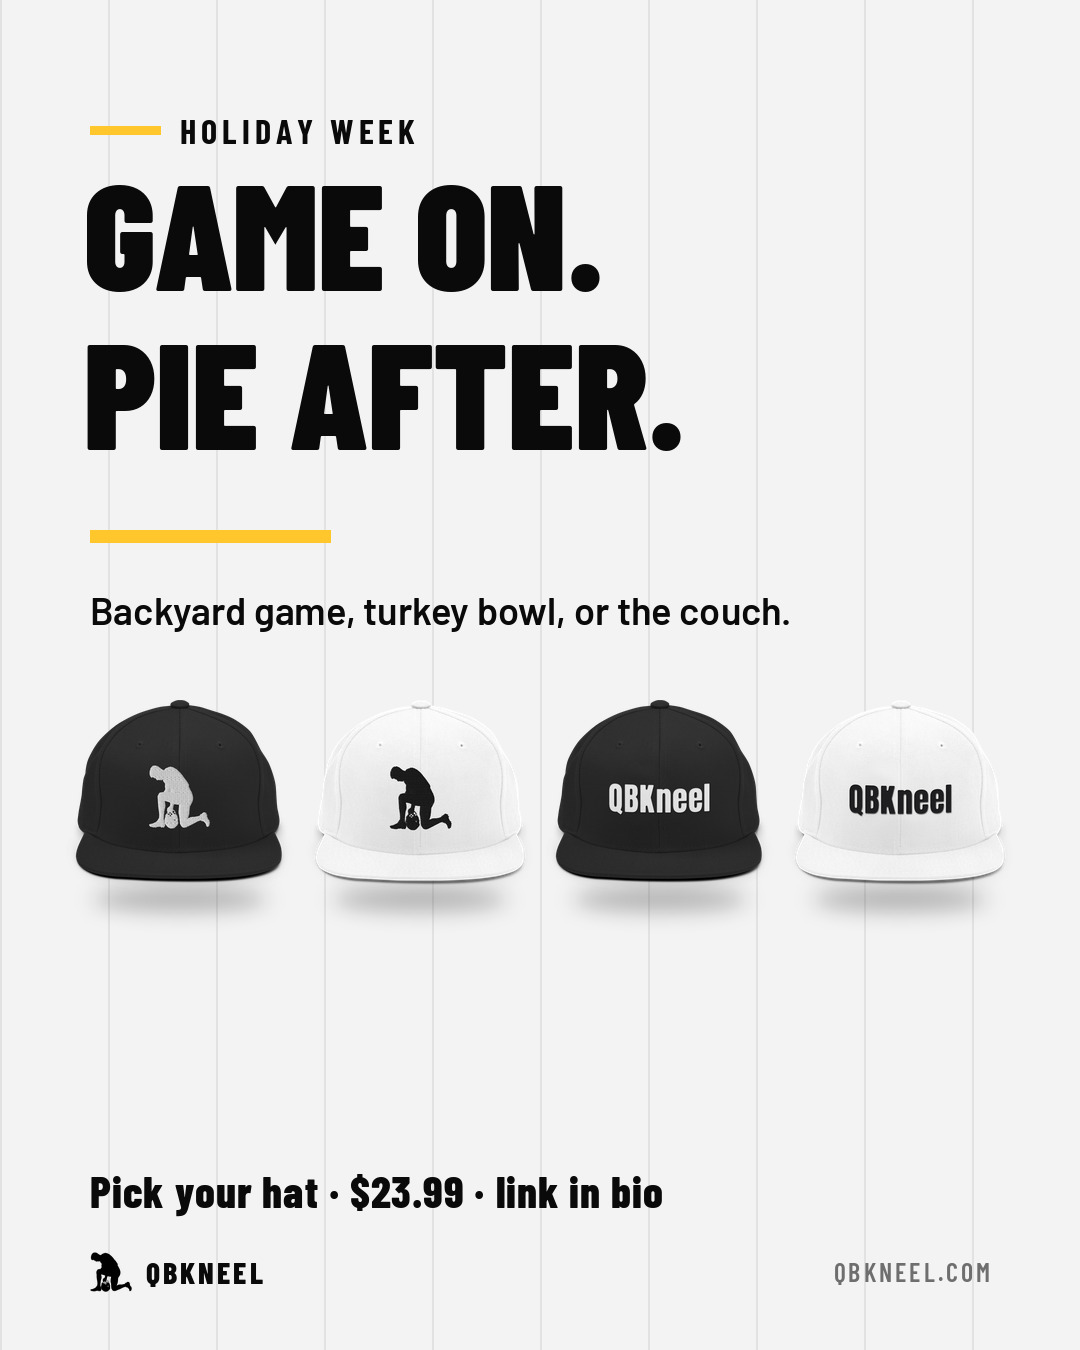 HOLIDAY WEEK
GAME ON.
PIE AFTER.
Backyard game, turkey bowl, or the couch.
QBKneel
QBKneel
Pick your hat · $23.99 · link in bio
QBKNEEL
QBKNEEL.COM